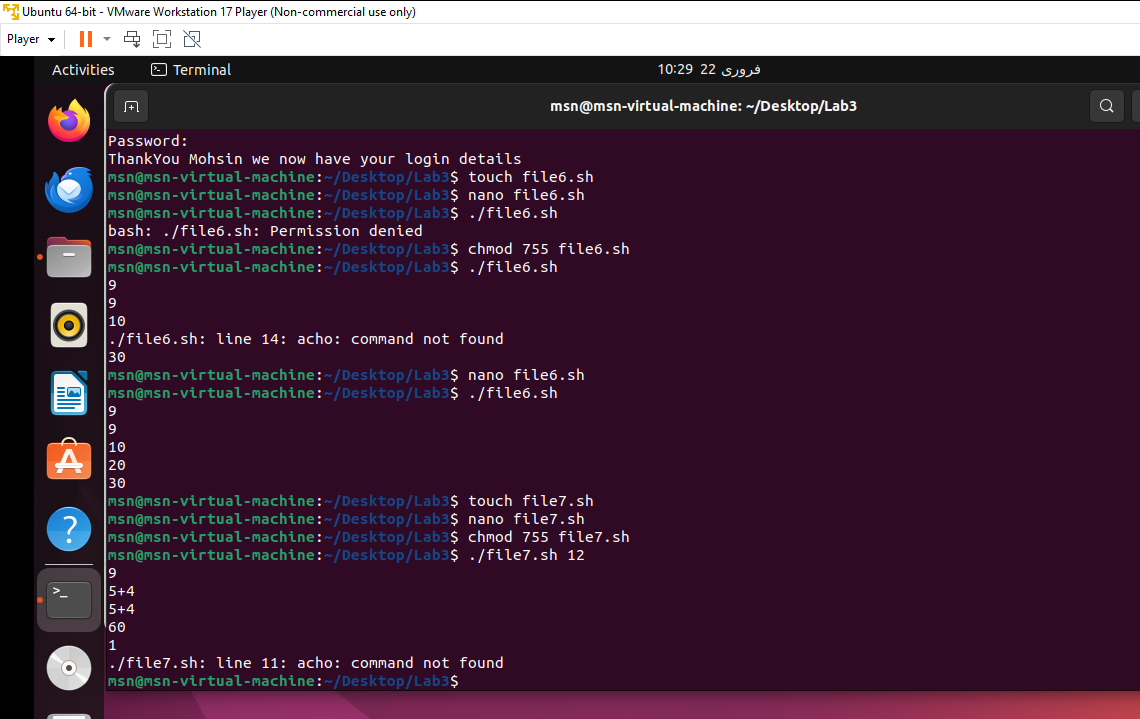 Ubuntu 64-bit - VMware Workstation 17 Player (Non-commercial use only)
Player
Activities
Terminal
فروری 22 10:29
msn@msn-virtual-machine: ~/Desktop/Lab3
Password:
ThankYou Mohsin we now have your login details
msn@msn-virtual-machine:~/Desktop/Lab3$ touch file6.sh
msn@msn-virtual-machine:~/Desktop/Lab3$ nano file6.sh
msn@msn-virtual-machine:~/Desktop/Lab3$ ./file6.sh
bash: ./file6.sh: Permission denied
msn@msn-virtual-machine:~/Desktop/Lab3$ chmod 755 file6.sh
msn@msn-virtual-machine:~/Desktop/Lab3$ ./file6.sh
9
9
10
./file6.sh: line 14: acho: command not found
30
msn@msn-virtual-machine:~/Desktop/Lab3$ nano file6.sh
msn@msn-virtual-machine:~/Desktop/Lab3$ ./file6.sh
9
9
10
20
30
msn@msn-virtual-machine:~/Desktop/Lab3$ touch file7.sh
msn@msn-virtual-machine:~/Desktop/Lab3$ nano file7.sh
msn@msn-virtual-machine:~/Desktop/Lab3$ chmod 755 file7.sh
msn@msn-virtual-machine:~/Desktop/Lab3$ ./file7.sh 12
9
5+4
5+4
60
1
./file7.sh: line 11: acho: command not found
msn@msn-virtual-machine:~/Desktop/Lab3$